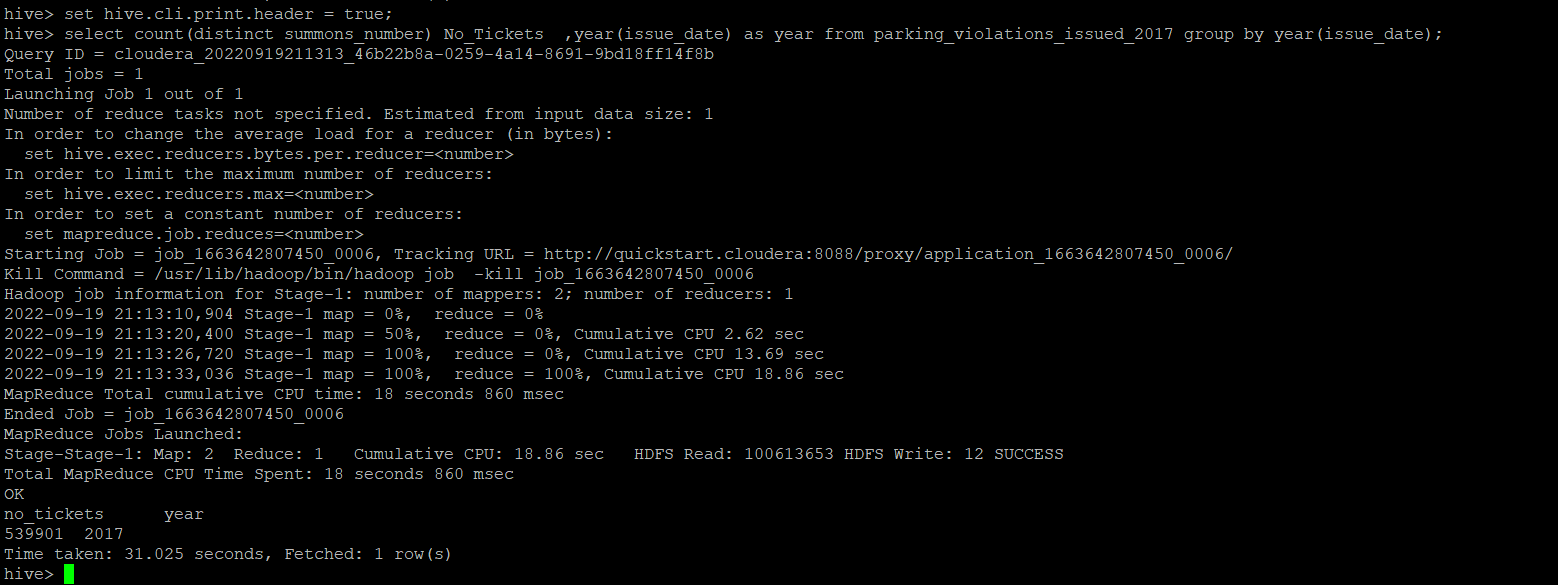 hive> set hive.cli.print.header = true;
hive> select count(distinct summons_number) No_Tickets  ,year(issue_date) as year from parking_violations_issued_2017 group by year(issue_date);
Query ID = cloudera_20220919211313_46b22b8a-0259-4a14-8691-9bd18ff14f8b
Total jobs = 1
Launching Job 1 out of 1
Number of reduce tasks not specified. Estimated from input data size: 1
In order to change the average load for a reducer (in bytes):
  set hive.exec.reducers.bytes.per.reducer=<number>
In order to limit the maximum number of reducers:
  set hive.exec.reducers.max=<number>
In order to set a constant number of reducers:
  set mapreduce.job.reduces=<number>
Starting Job = job_1663642807450_0006, Tracking URL = http://quickstart.cloudera:8088/proxy/application_1663642807450_0006/
Kill Command = /usr/lib/hadoop/bin/hadoop job  -kill job_1663642807450_0006
Hadoop job information for Stage-1: number of mappers: 2; number of reducers: 1
2022-09-19 21:13:10,904 Stage-1 map = 0%,  reduce = 0%
2022-09-19 21:13:20,400 Stage-1 map = 50%,  reduce = 0%, Cumulative CPU 2.62 sec
2022-09-19 21:13:26,720 Stage-1 map = 100%,  reduce = 0%, Cumulative CPU 13.69 sec
2022-09-19 21:13:33,036 Stage-1 map = 100%,  reduce = 100%, Cumulative CPU 18.86 sec
MapReduce Total cumulative CPU time: 18 seconds 860 msec
Ended Job = job_1663642807450_0006
MapReduce Jobs Launched:
Stage-Stage-1: Map: 2  Reduce: 1   Cumulative CPU: 18.86 sec   HDFS Read: 100613653 HDFS Write: 12 SUCCESS
Total MapReduce CPU Time Spent: 18 seconds 860 msec
OK
no_tickets      year
539901  2017
Time taken: 31.025 seconds, Fetched: 1 row(s)
hive>